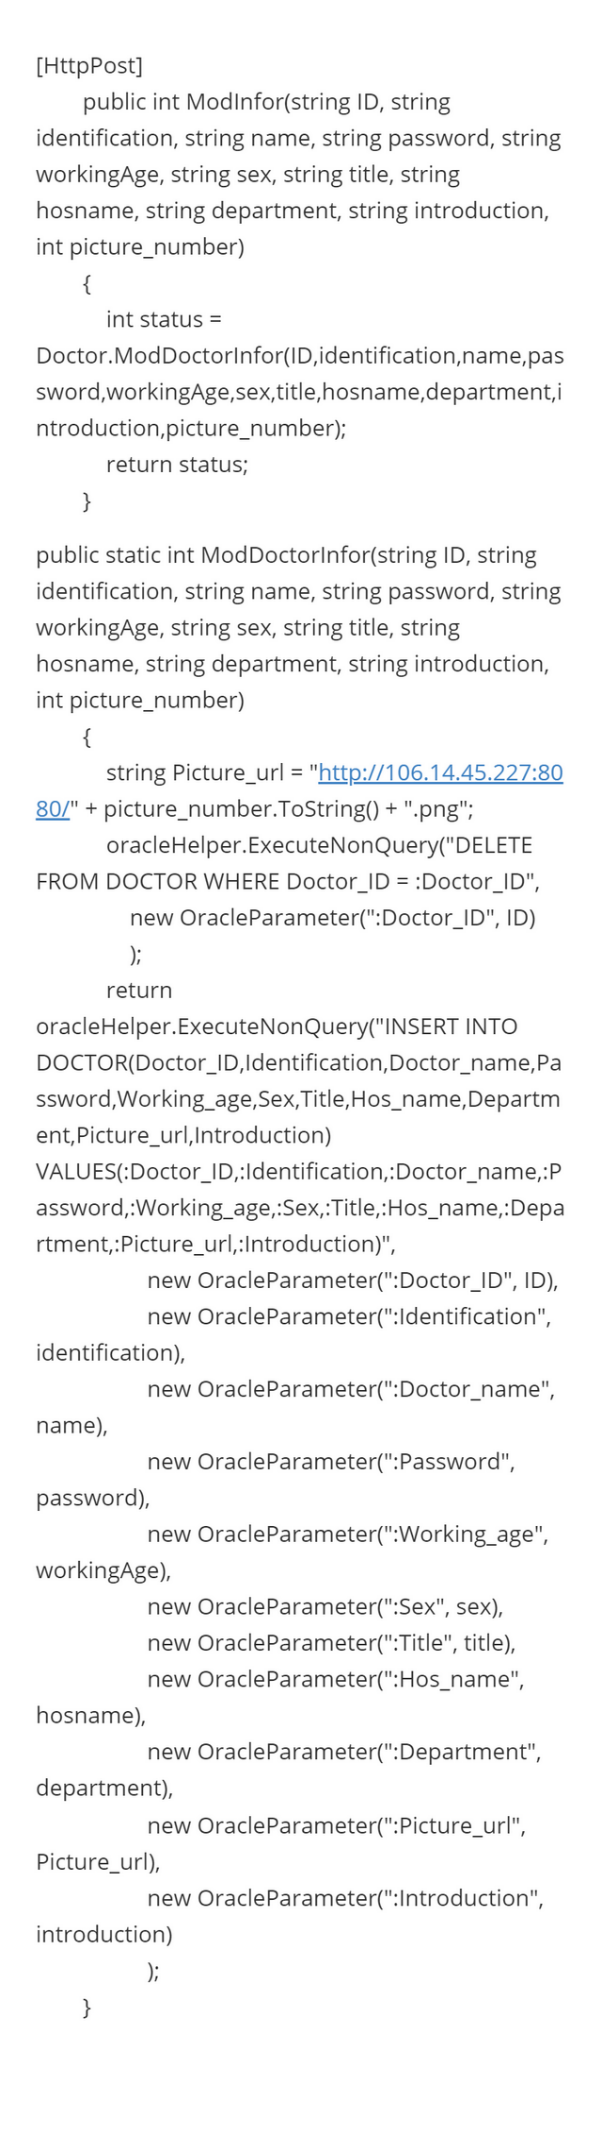 [HttpPost]
public int ModInfor(string ID, string
identification, string name, string password, string
workingAge, string sex, string title, string
hosname, string department, string introduction,
int picture_number)
{
int status =
Doctor.ModDoctorInfor(ID,identification,name,pas
sword,workingAge,sex,title,hosname,department,i
ntroduction,picture_number);
return status;
}
public static int ModDoctorInfor(string ID, string
identification, string name, string password, string
workingAge, string sex, string title, string
hosname, string department, string introduction,
int picture_number)
{
string Picture_url = "http://106.14.45.227:80
80/" + picture_number.ToString() + ".png";
oracleHelper.ExecuteNonQuery("DELETE
FROM DOCTOR WHERE Doctor_ID = :Doctor_ID",
new OracleParameter(":Doctor_ID", ID)
);
return
oracleHelper.ExecuteNonQuery("INSERT INTO
DOCTOR(Doctor_ID,Identification,Doctor_name,Pa
ssword,Working_age,Sex,Title,Hos_name,Departm
ent,Picture_url,Introduction)
VALUES(:Doctor_ID,:Identification,:Doctor_name,:P
assword,:Working_age,:Sex,:Title,:Hos_name,:Depa
rtment,:Picture_url,:Introduction)",
new OracleParameter(":Doctor_ID", ID),
new OracleParameter(":Identification",
identification),
new OracleParameter(":Doctor_name",
name),
new OracleParameter(":Password",
password),
new OracleParameter(":Working_age",
workingAge),
new OracleParameter(":Sex", sex),
new OracleParameter(":Title", title),
new OracleParameter(":Hos_name",
hosname),
new OracleParameter(":Department",
department),
new OracleParameter(":Picture_url",
Picture_url),
new OracleParameter(":Introduction",
introduction)
);
}